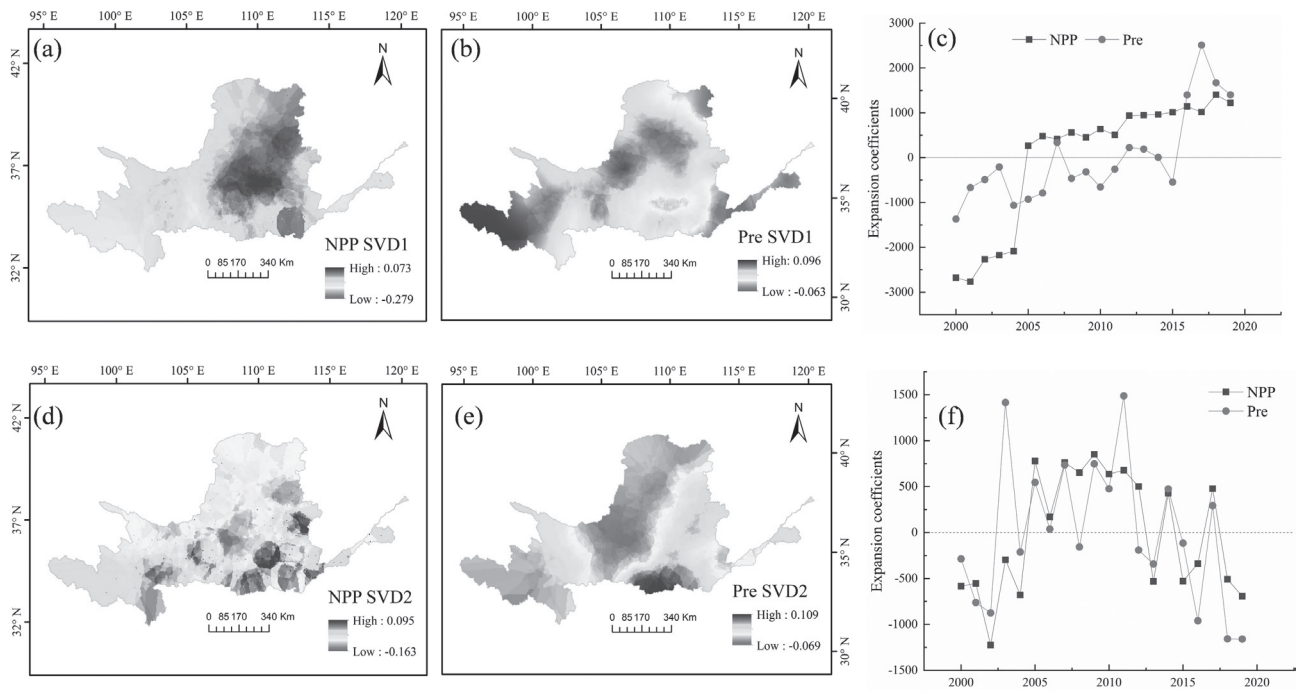 95° E 100° E 105° E 110° E 115° E 120° E
(a)
N
42° N
37° N
32° N
NPP SVD1
0 85 170 340 Km
High : 0.073
Low : -0.279
95° E 100° E 105° E 110° E 115° E 120° E
(b)
N
40° N
35° N
30° N
Pre SVD1
0 85 170 340 Km
High: 0.096
Low : -0.063
(c)
NPP Pre
Expansion coefficients
3000
2000
1000
0
-1000
-2000
-3000
2000 2005 2010 2015 2020
95° E 100° E 105° E 110° E 115° E 120° E
(d)
N
42° N
37° N
32° N
NPP SVD2
0 85 170 340 Km
High : 0.095
Low : -0.163
95° E 100° E 105° E 110° E 115° E 120° E
(e)
N
40° N
35° N
30° N
Pre SVD2
0 85 170 340 Km
High : 0.109
Low : -0.069
(f)
NPP
Pre
Expansion coefficients
1500
1000
500
0
-500
-1000
-1500
2000 2005 2010 2015 2020